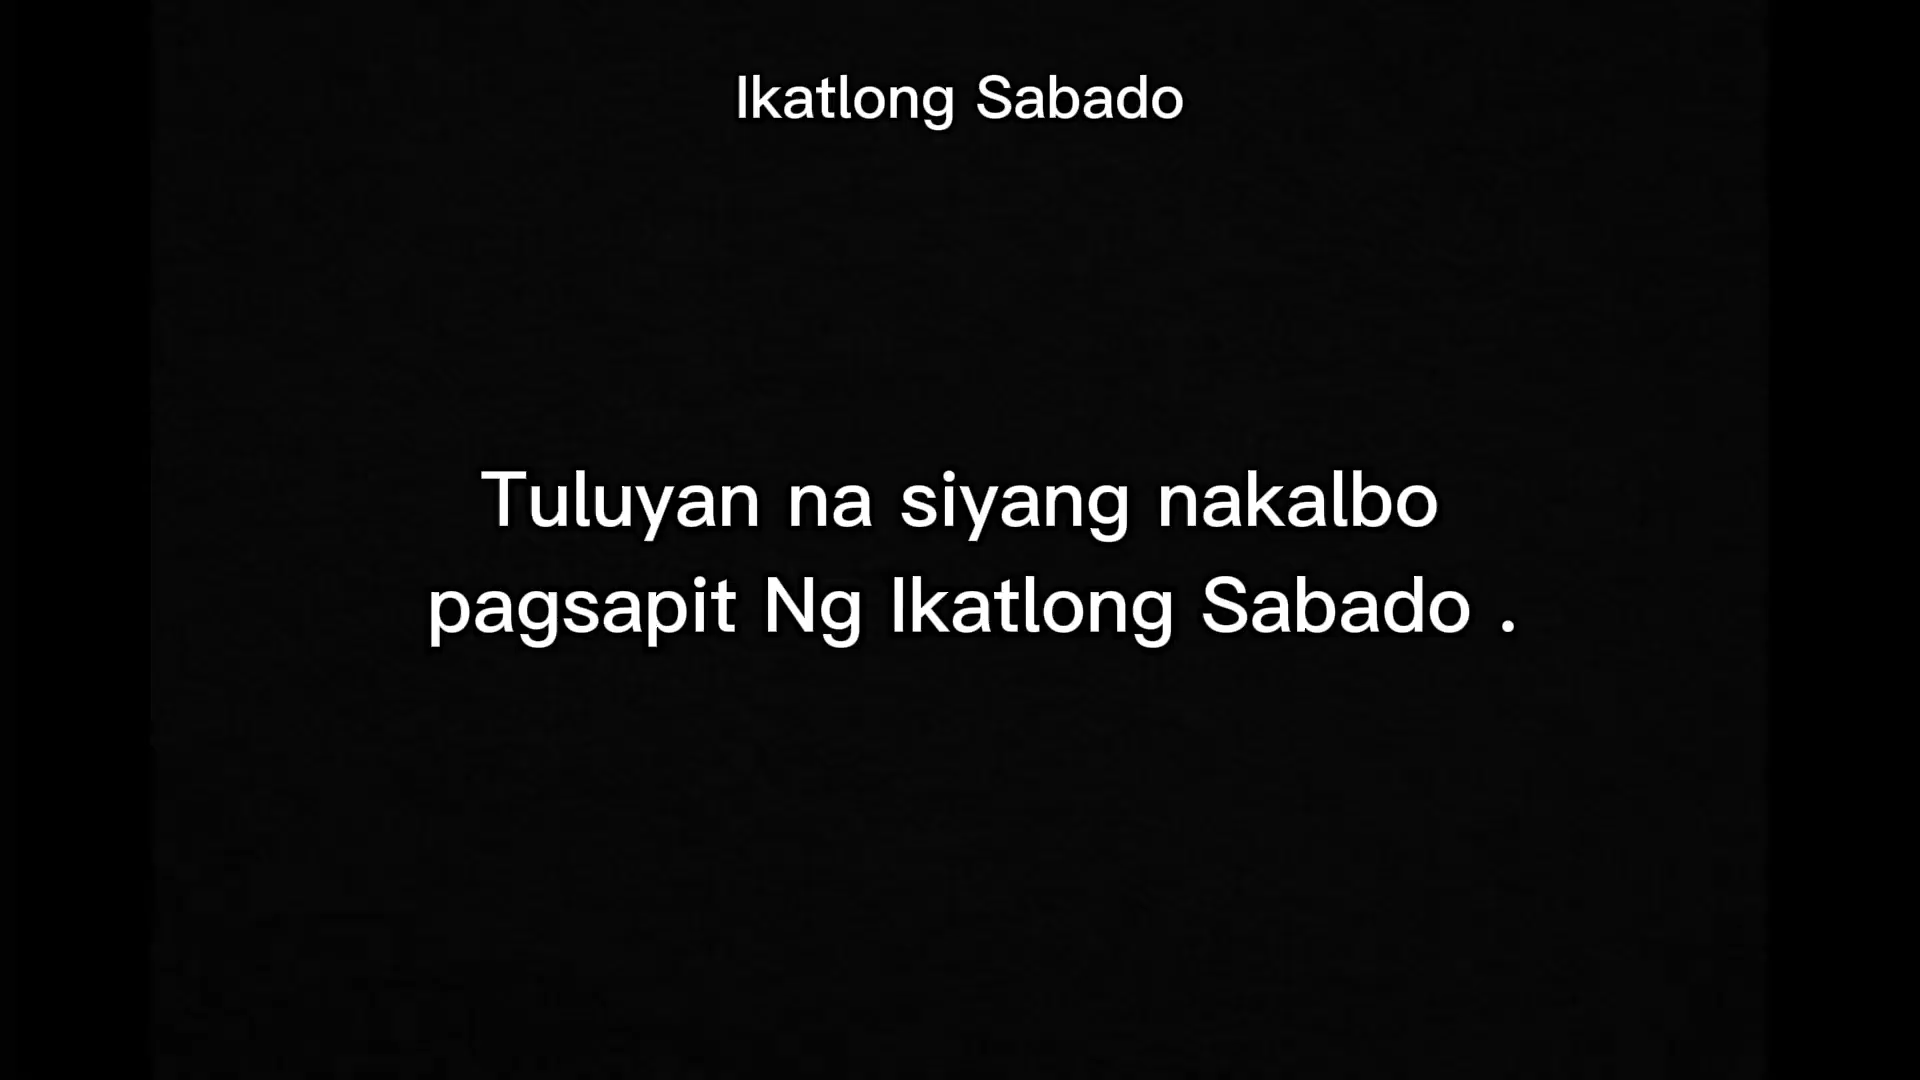 Ikatlong Sabado
Tuluyan na siyang nakalbo
pagsapit Ng Ikatlong Sabado .